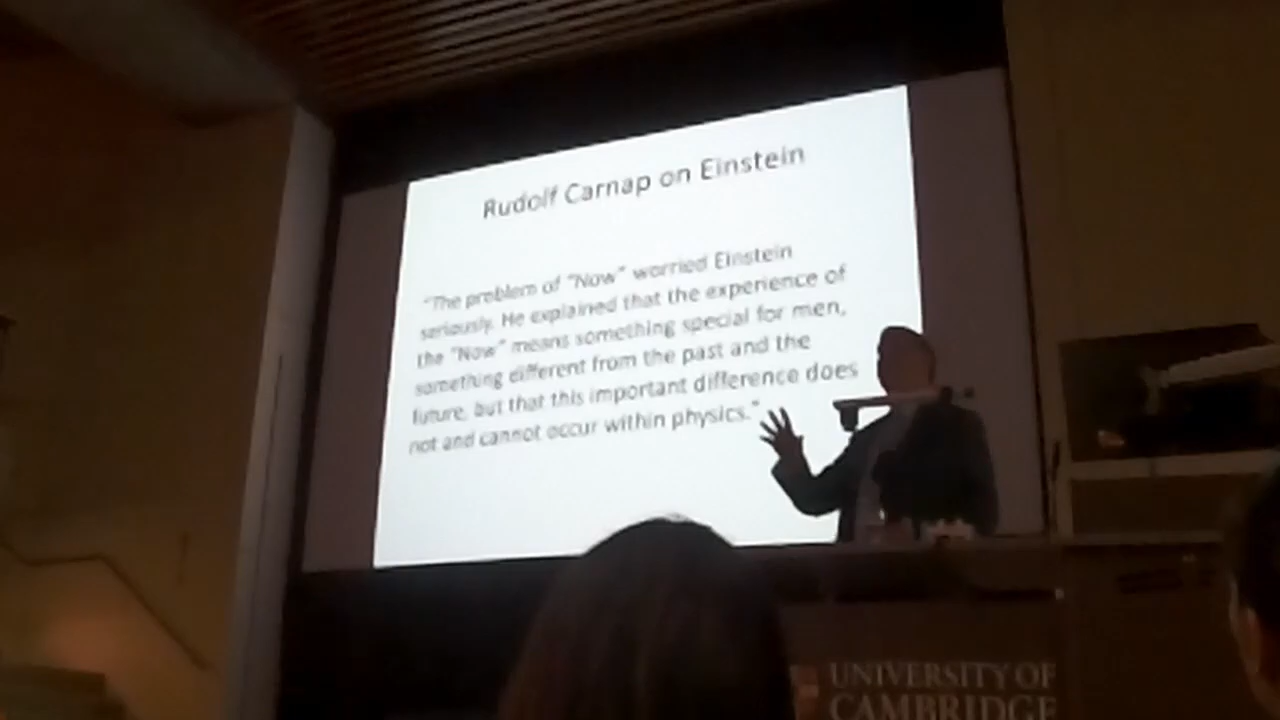 Rudolf Carnap on Einstein
"The problem of "Now" worried Einstein
seriously. He explained that the experience of
the "Now" means something special for men,
something different from the past and the
future, but that this important difference does
not and cannot occur within physics."
UNIVERSITY OF
CAMBRIDGE